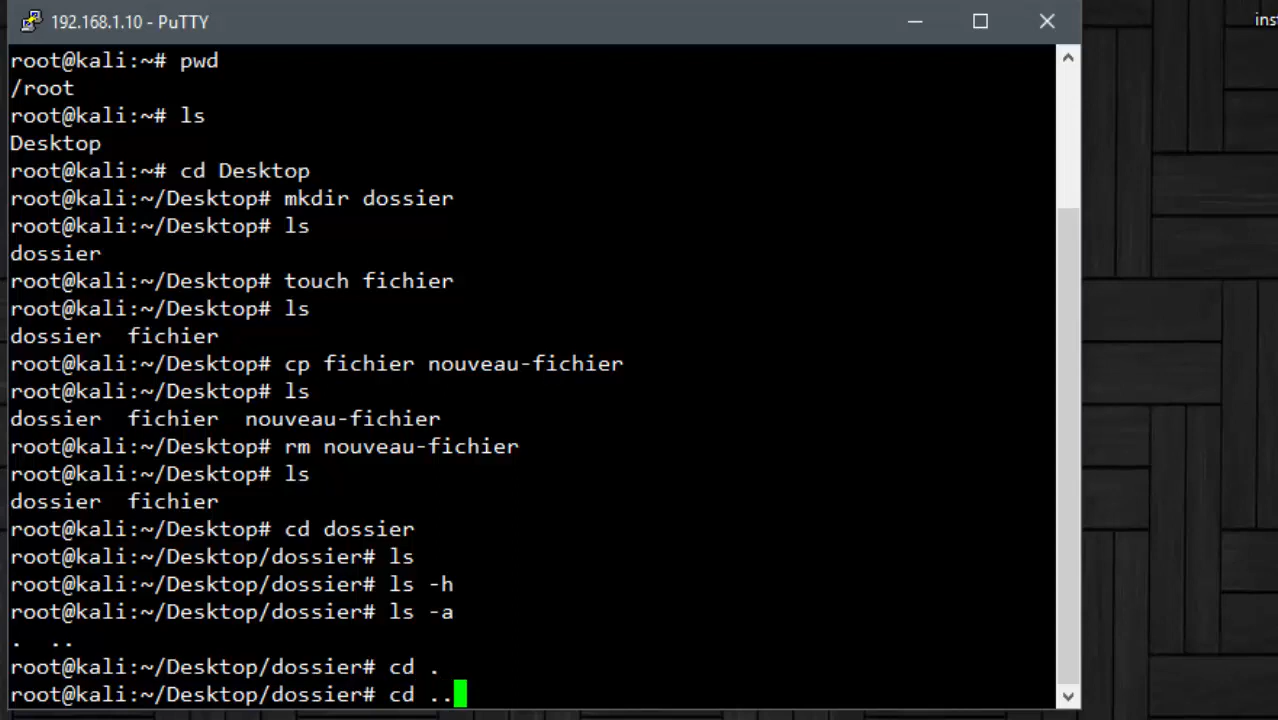 192.168.1.10 - PuTTY
inst
root@kali:~# pwd
/root
root@kali:~# ls
Desktop
root@kali:~# cd Desktop
root@kali:~/Desktop# mkdir dossier
root@kali:~/Desktop# ls
dossier
root@kali:~/Desktop# touch fichier
root@kali:~/Desktop# ls
dossier  fichier
root@kali:~/Desktop# cp fichier nouveau-fichier
root@kali:~/Desktop# ls
dossier  fichier  nouveau-fichier
root@kali:~/Desktop# rm nouveau-fichier
root@kali:~/Desktop# ls
dossier  fichier
root@kali:~/Desktop# cd dossier
root@kali:~/Desktop/dossier# ls
root@kali:~/Desktop/dossier# ls -h
root@kali:~/Desktop/dossier# ls -a
.  ..
root@kali:~/Desktop/dossier# cd .
root@kali:~/Desktop/dossier# cd ..